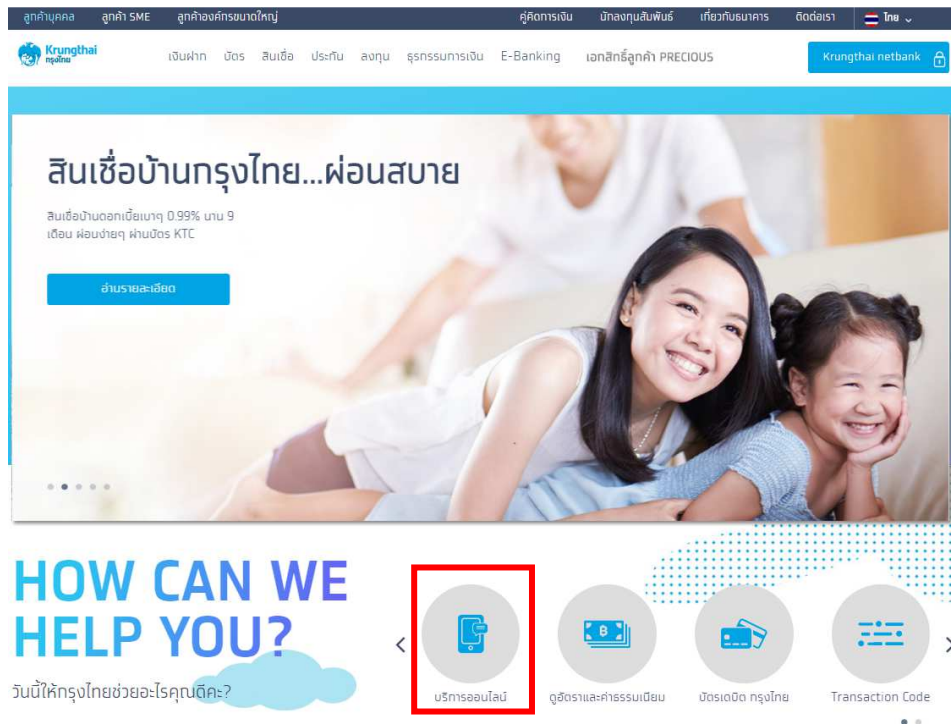 ลูกค้าบุคคล ลูกค้า SME ลูกค้าองค์กรขนาดใหญ่ คู่คิดการเงิน นักลงทุนสัมพันธ์ เกี่ยวกับธนาคาร ติดต่อเรา ไทย
Krungthai
กรุงไทย
เงินฝาก บัตร สินเชื่อ ประกัน ลงทุน ธุรกรรมการเงิน E-Banking เอกสิทธิ์ลูกค้า PRECIOUS Krungthai netbank
สินเชื่อบ้านกรุงไทย...ผ่อนสบาย
สินเชื่อบ้านดอกเบี้ยเบาๆ 0.99% นาน 9
เดือน ผ่อนง่ายๆ ผ่านบัตร KTC
อ่านรายละเอียด
HOW CAN WE
HELP YOU?
วันนี้ให้กรุงไทยช่วยอะไรคุณดีคะ?
บริการออนไลน์ ดูอัตราและค่าธรรมเนียม บัตรเดบิต กรุงไทย Transaction Code